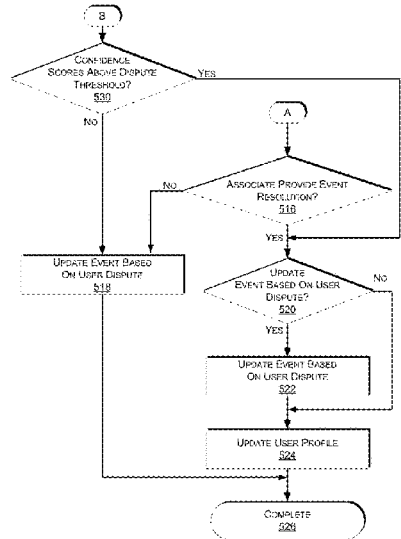 B
CONFIDENCE
SCORES ABOVE DISPUTE
THRESHOLD?
530
YES
NO
A
ASSOCIATE PROVIDE EVENT
RESOLUTION?
516
NO
YES
UPDATE EVENT BASED
ON USER DISPUTE
518
UPDATE
EVENT BASED ON USER
DISPUTE?
520
NO
YES
UPDATE EVENT BASED
ON USER DISPUTE
522
UPDATE USER PROFILE
524
COMPLETE
526